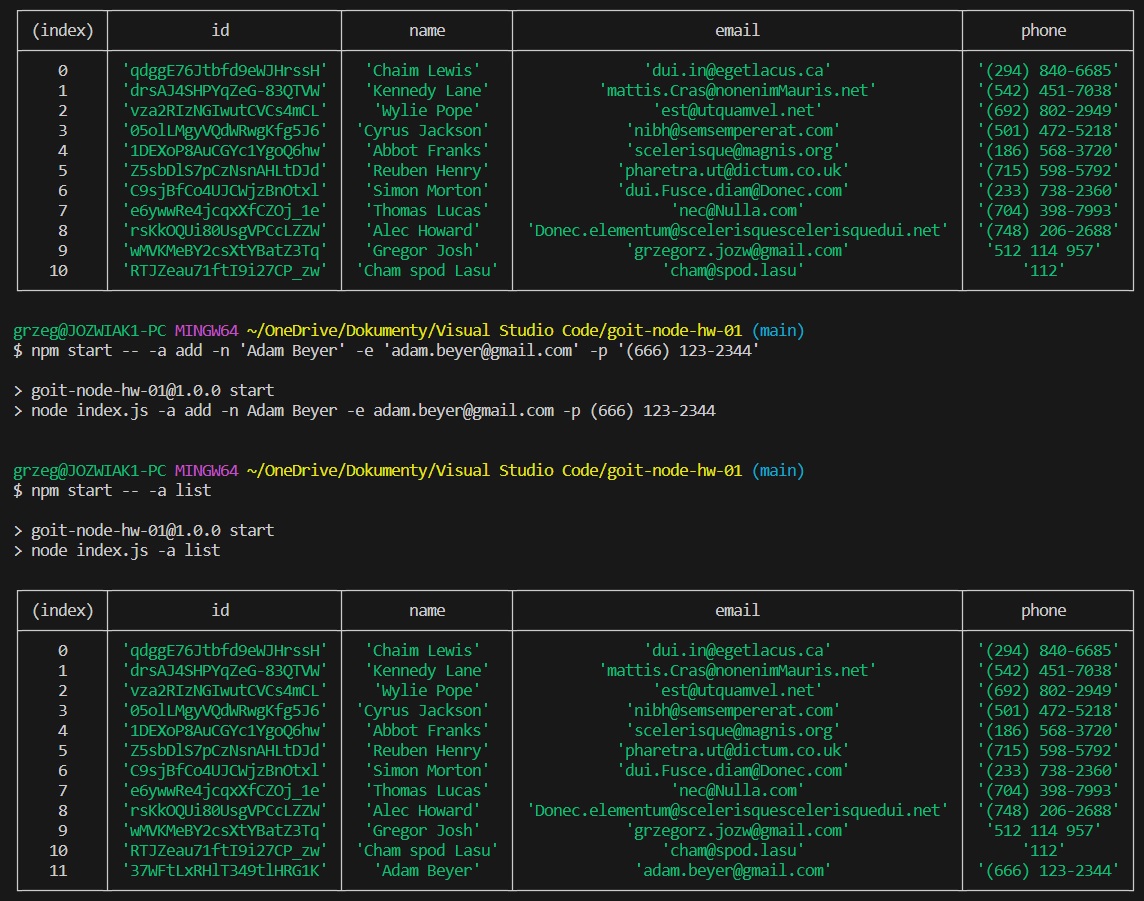 (index) id name email phone
0 'qdggE76Jtbfd9eWJHrssH' 'Chaim Lewis' 'dui.in@egetlacus.ca' '(294) 840-6685'
1 'drsAJ4SHPYqZeG-83QTVW' 'Kennedy Lane' 'mattis.Cras@nonenimMauris.net' '(542) 451-7038'
2 'vza2RIzNGIwutCVCs4mCL' 'Wylie Pope' 'est@utquamvel.net' '(692) 802-2949'
3 '05olLMgyVQdWRwgKfg5J6' 'Cyrus Jackson' 'nibh@semsempererat.com' '(501) 472-5218'
4 '1DEXoP8AuCGYc1YgoQ6hw' 'Abbot Franks' 'scelerisque@magnis.org' '(186) 568-3720'
5 'Z5sbDlS7pCzNsnAHLtDJd' 'Reuben Henry' 'pharetra.ut@dictum.co.uk' '(715) 598-5792'
6 'C9sjBfCo4UJCWjzBnOtxl' 'Simon Morton' 'dui.Fusce.diam@Donec.com' '(233) 738-2360'
7 'e6ywwRe4jcqxXfCZOj_1e' 'Thomas Lucas' 'nec@Nulla.com' '(704) 398-7993'
8 'rsKkOQUi80UsgVPCcLZZW' 'Alec Howard' 'Donec.elementum@scelerisquescelerisquedui.net' '(748) 206-2688'
9 'wMVKMeBY2csXtYBatZ3Tq' 'Gregor Josh' 'grzegorz.jozw@gmail.com' '512 114 957'
10 'RTJZeau71ftI9i27CP_zw' 'Cham spod Lasu' 'cham@spod.lasu' '112'
grzeg@JOZWIAK1-PC MINGW64 ~/OneDrive/Dokumenty/Visual Studio Code/goit-node-hw-01 (main)
$ npm start -- -a add -n 'Adam Beyer' -e 'adam.beyer@gmail.com' -p '(666) 123-2344'
> goit-node-hw-01@1.0.0 start
> node index.js -a add -n Adam Beyer -e adam.beyer@gmail.com -p (666) 123-2344
grzeg@JOZWIAK1-PC MINGW64 ~/OneDrive/Dokumenty/Visual Studio Code/goit-node-hw-01 (main)
$ npm start -- -a list
> goit-node-hw-01@1.0.0 start
> node index.js -a list
(index) id name email phone
0 'qdggE76Jtbfd9eWJHrssH' 'Chaim Lewis' 'dui.in@egetlacus.ca' '(294) 840-6685'
1 'drsAJ4SHPYqZeG-83QTVW' 'Kennedy Lane' 'mattis.Cras@nonenimMauris.net' '(542) 451-7038'
2 'vza2RIzNGIwutCVCs4mCL' 'Wylie Pope' 'est@utquamvel.net' '(692) 802-2949'
3 '05olLMgyVQdWRwgKfg5J6' 'Cyrus Jackson' 'nibh@semsempererat.com' '(501) 472-5218'
4 '1DEXoP8AuCGYc1YgoQ6hw' 'Abbot Franks' 'scelerisque@magnis.org' '(186) 568-3720'
5 'Z5sbDlS7pCzNsnAHLtDJd' 'Reuben Henry' 'pharetra.ut@dictum.co.uk' '(715) 598-5792'
6 'C9sjBfCo4UJCWjzBnOtxl' 'Simon Morton' 'dui.Fusce.diam@Donec.com' '(233) 738-2360'
7 'e6ywwRe4jcqxXfCZOj_1e' 'Thomas Lucas' 'nec@Nulla.com' '(704) 398-7993'
8 'rsKkOQUi80UsgVPCcLZZW' 'Alec Howard' 'Donec.elementum@scelerisquescelerisquedui.net' '(748) 206-2688'
9 'wMVKMeBY2csXtYBatZ3Tq' 'Gregor Josh' 'grzegorz.jozw@gmail.com' '512 114 957'
10 'RTJZeau71ftI9i27CP_zw' 'Cham spod Lasu' 'cham@spod.lasu' '112'
11 '37WFtLxRHlT349tlHRG1K' 'Adam Beyer' 'adam.beyer@gmail.com' '(666) 123-2344'